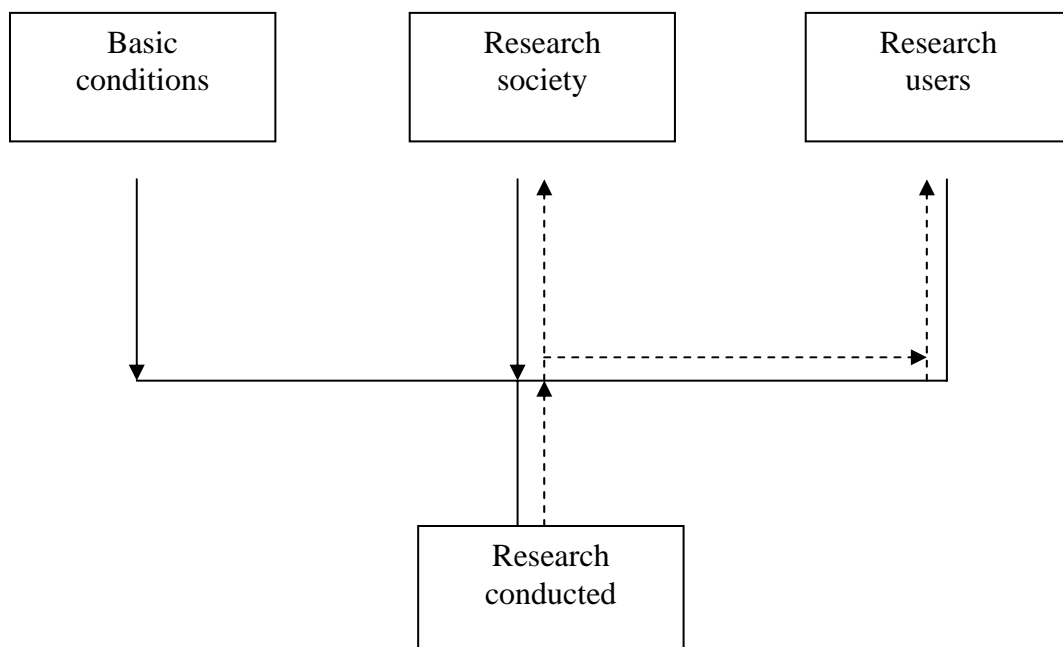 Basic
conditions
Research
society
Research
users
Research
conducted